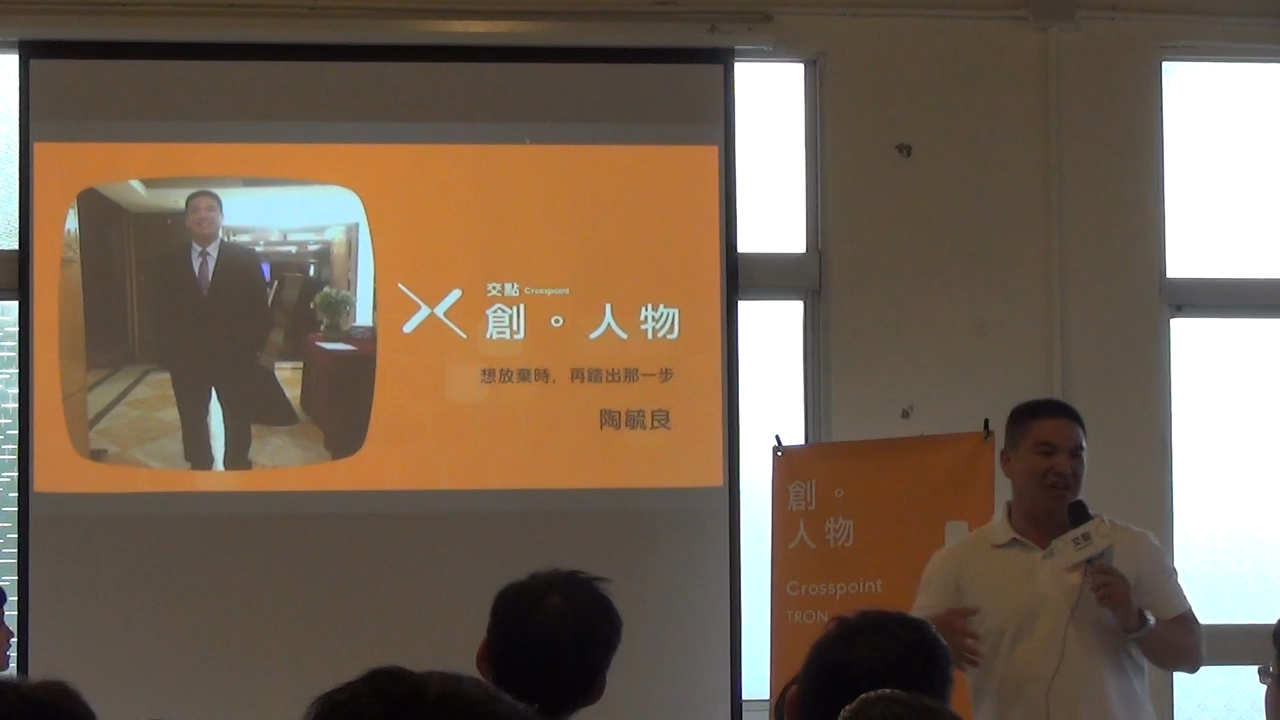 交點 Crosspoint
創。人物
想放棄時，再踏出那一步
陶毓良
創。
人物
Crosspoint
TRON
交點